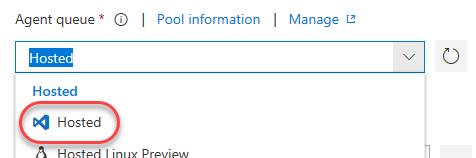 Agent queue * | Pool information | Manage
Hosted
Hosted
Hosted
Hosted Linux Preview